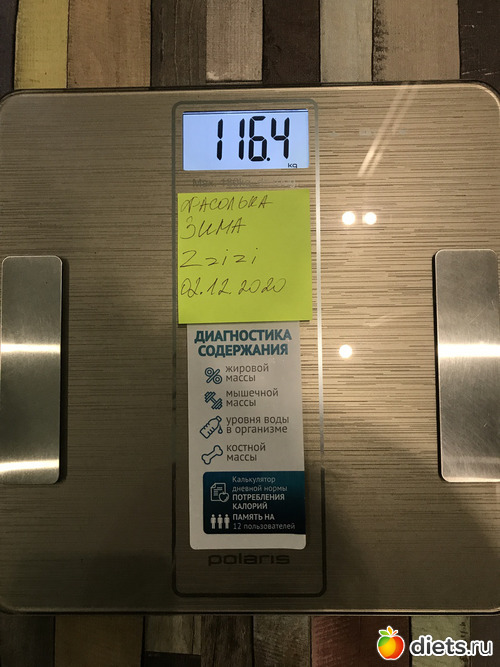 116.4
kg
ФАСОЛЬКА
ЗИМА
Zzizi
02.12 2020
ДИАГНОСТИКА
СОДЕРЖАНИЯ
жировой
массы
мышечной
массы
уровня воды
в организме
костной
массы
Калькулятор
дневной нормы
ПОТРЕБЛЕНИЯ
КАЛОРИЙ
ПАМЯТЬ НА
12 пользователей
polaris
diets.ru